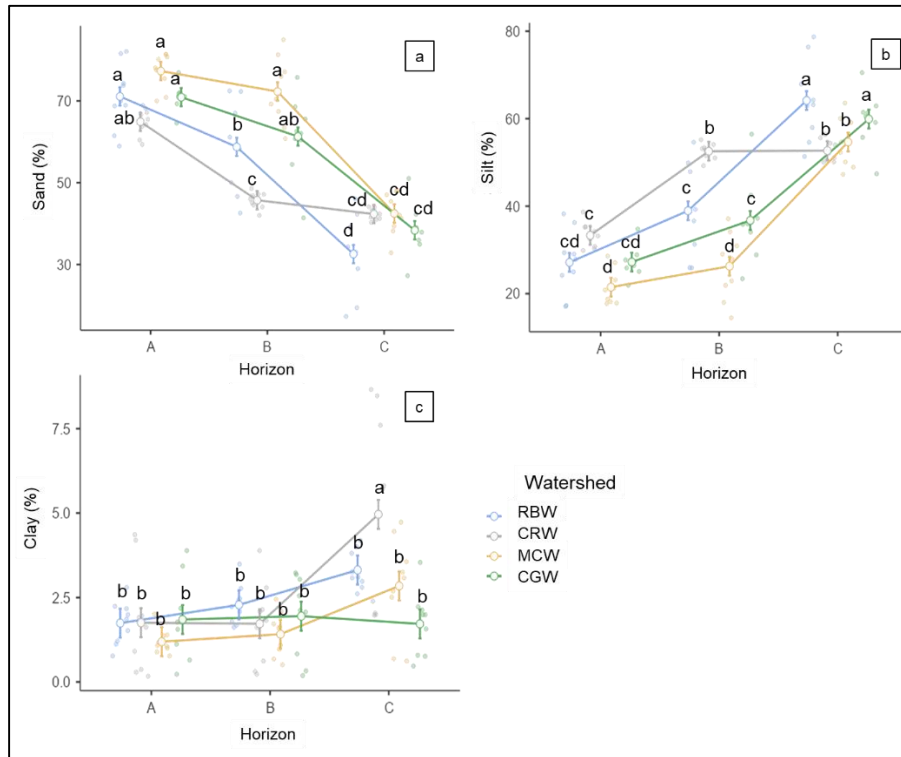 a
Sand (%)
70
50
30
a
a
a
ab
b
a
ab
c
cd
cd
cd
d
A
B
C
Horizon
b
Silt (%)
80
60
40
20
cd
c
d
cd
b
c
d
c
a
b
b
a
A
B
C
Horizon
c
Clay (%)
7.5
5.0
2.5
0.0
b
b
b
b
b
b
b
b
b
a
b
b
A
B
C
Horizon
Watershed
RBW
CRW
MCW
CGW